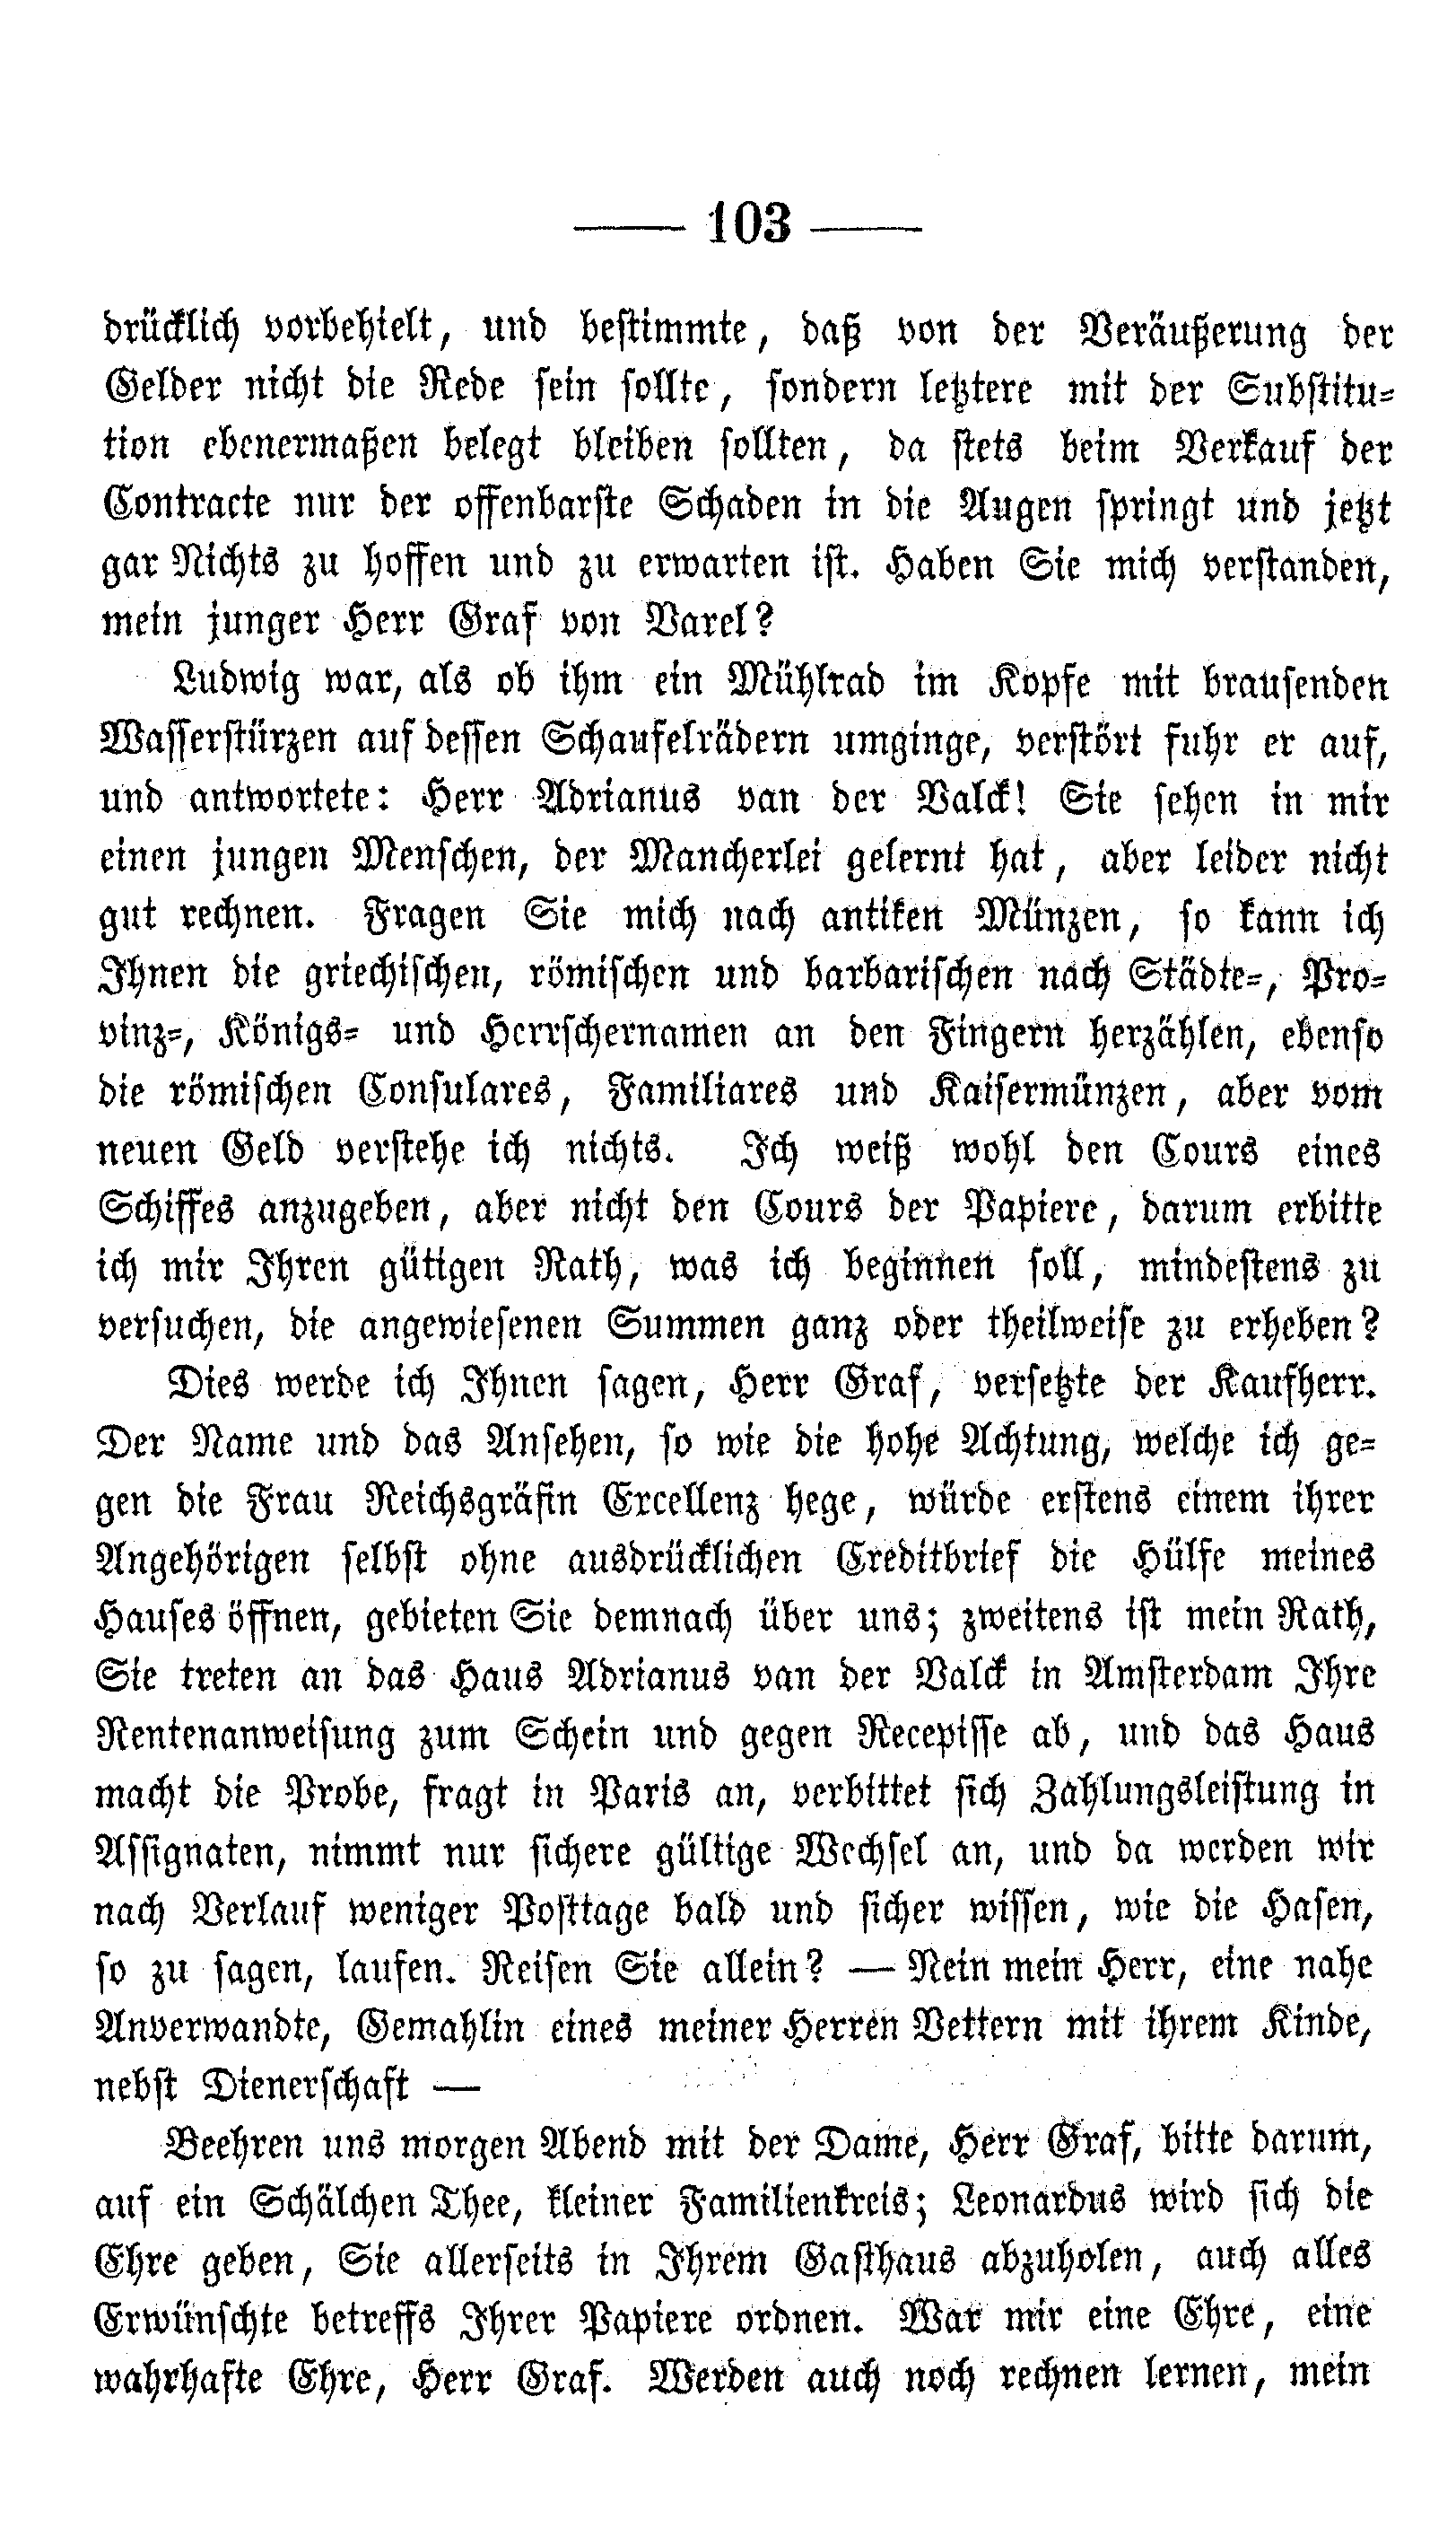 — 103 —
drücklich vorbehielt, und bestimmte, daß von der Veräußerung der
Gelder nicht die Rede sein sollte, sondern letztere mit der Substitu-
tion ebenermaßen belegt bleiben sollten, da stets beim Verkauf der
Contracte nur der offenbarste Schaden in die Augen springt und jetzt
gar Nichts zu hoffen und zu erwarten ist. Haben Sie mich verstanden,
mein junger Herr Graf von Varel?
Ludwig war, als ob ihm ein Mühlrad im Kopfe mit brausenden
Wasserstürzen auf dessen Schaufelrädern umginge, verstört fuhr er auf,
und antwortete: Herr Adrianus van der Valck! Sie sehen in mir
einen jungen Menschen, der Mancherlei gelernt hat, aber leider nicht
gut rechnen. Fragen Sie mich nach antiken Münzen, so kann ich
Ihnen die griechischen, römischen und barbarischen nach Städte-, Pro-
vinz-, Königs- und Herrschernamen an den Fingern herzählen, ebenso
die römischen Consulares, Familiares und Kaisermünzen, aber vom
neuen Geld verstehe ich nichts. Ich weiß wohl den Cours eines
Schiffes anzugeben, aber nicht den Cours der Papiere, darum erbitte
ich mir Ihren gütigen Rath, was ich beginnen soll, mindestens zu
versuchen, die angewiesenen Summen ganz oder theilweise zu erheben?
Dies werde ich Ihnen sagen, Herr Graf, versetzte der Kaufherr.
Der Name und das Ansehen, so wie die hohe Achtung, welche ich ge-
gen die Frau Reichsgräfin Excellenz hege, würde erstens einem ihrer
Angehörigen selbst ohne ausdrücklichen Creditbrief die Hülfe meines
Hauses öffnen, gebieten Sie demnach über uns; zweitens ist mein Rath,
Sie treten an das Haus Adrianus van der Valck in Amsterdam Ihre
Rentenanweisung zum Schein und gegen Recepisse ab, und das Haus
macht die Probe, fragt in Paris an, verbittet sich Zahlungsleistung in
Assignaten, nimmt nur sichere gültige Wechsel an, und da werden wir
nach Verlauf weniger Posttage bald und sicher wissen, wie die Hasen,
so zu sagen, laufen. Reisen Sie allein? — Nein mein Herr, eine nahe
Anverwandte, Gemahlin eines meiner Herren Vettern mit ihrem Kinde,
nebst Dienerschaft —
Beehren uns morgen Abend mit der Dame, Herr Graf, bitte darum,
auf ein Schälchen Thee, kleiner Familienkreis; Leonardus wird sich die
Ehre geben, Sie allerseits in Ihrem Gasthaus abzuholen, auch alles
Erwünschte betreffs Ihrer Papiere ordnen. War mir eine Ehre, eine
wahrhafte Ehre, Herr Graf. Werden auch noch rechnen lernen, mein